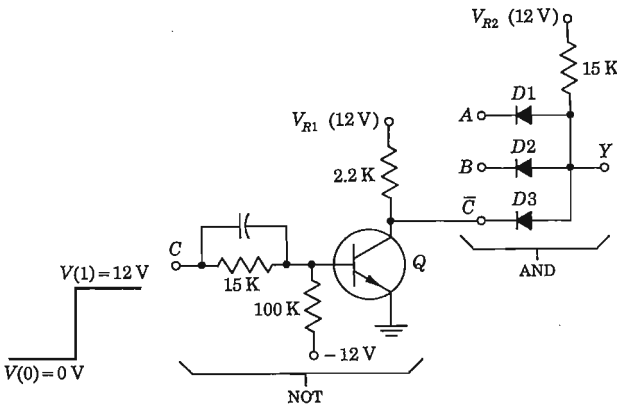 V_R2 (12 V)
15 K
A
D1
V_R1 (12 V)
B
D2
Y
2.2 K
C̅
D3
C
Q
AND
V(1) = 12 V
15 K
100 K
−12 V
V(0) = 0 V
NOT